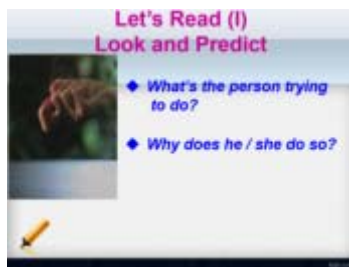 Let's Read (I)
Look and Predict
◆ What's the person trying
to do?
◆ Why does he / she do so?